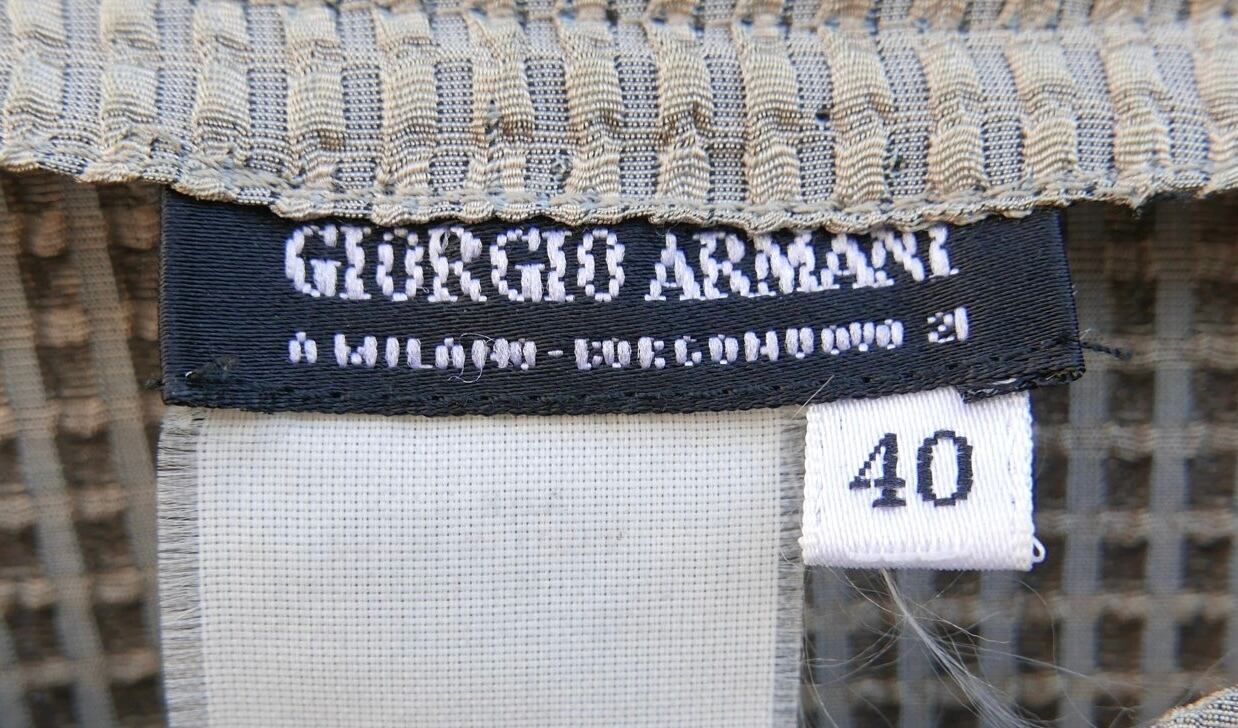 GIORGIO ARMANI
A MILANO - BORGONUOVO 21
40